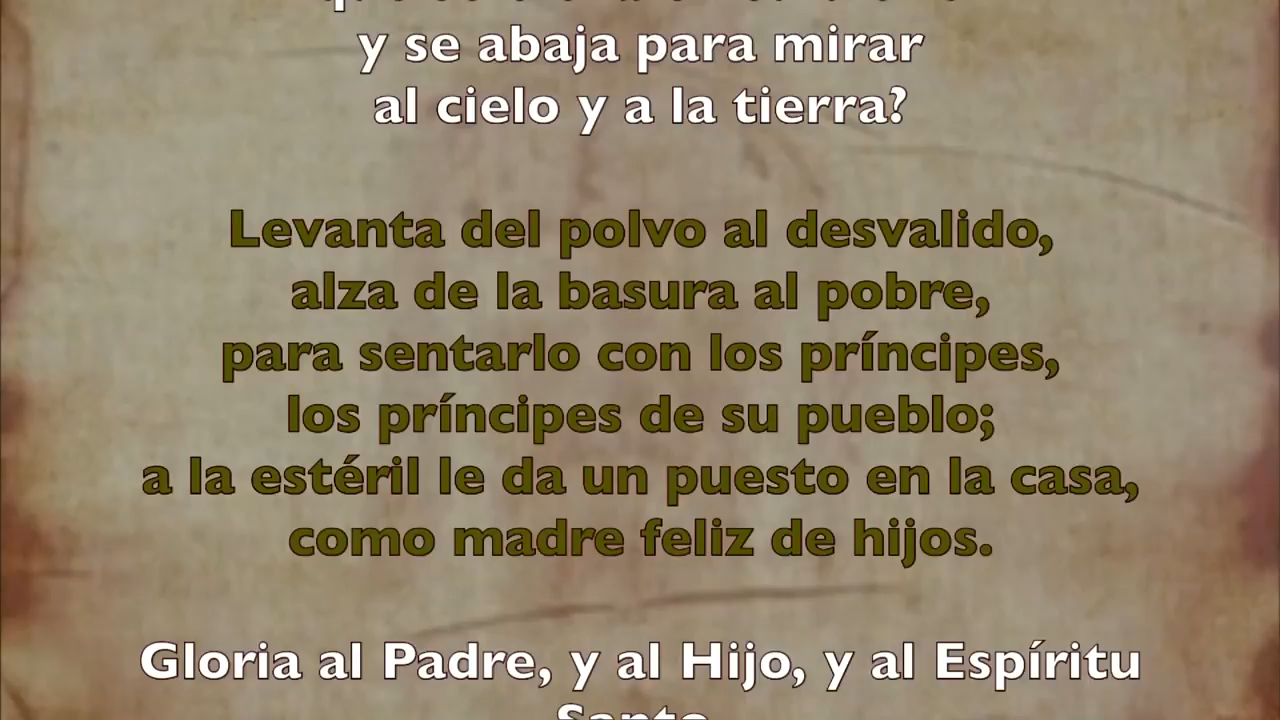 y se abaja para mirar
al cielo y a la tierra?
Levanta del polvo al desvalido,
alza de la basura al pobre,
para sentarlo con los príncipes,
los príncipes de su pueblo;
a la estéril le da un puesto en la casa,
como madre feliz de hijos.
Gloria al Padre, y al Hijo, y al Espíritu
Santo